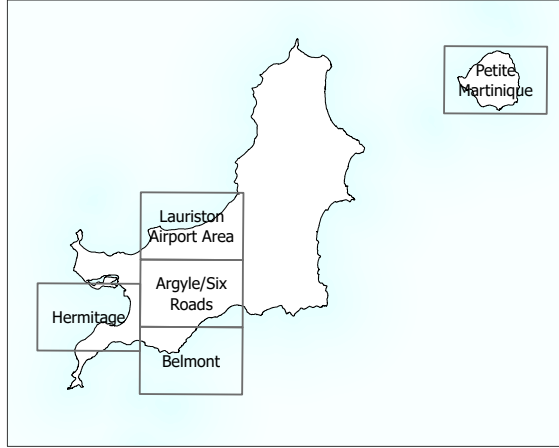 Petite
Martinique
Lauriston
Airport Area
Argyle/Six
Roads
Hermitage
Belmont